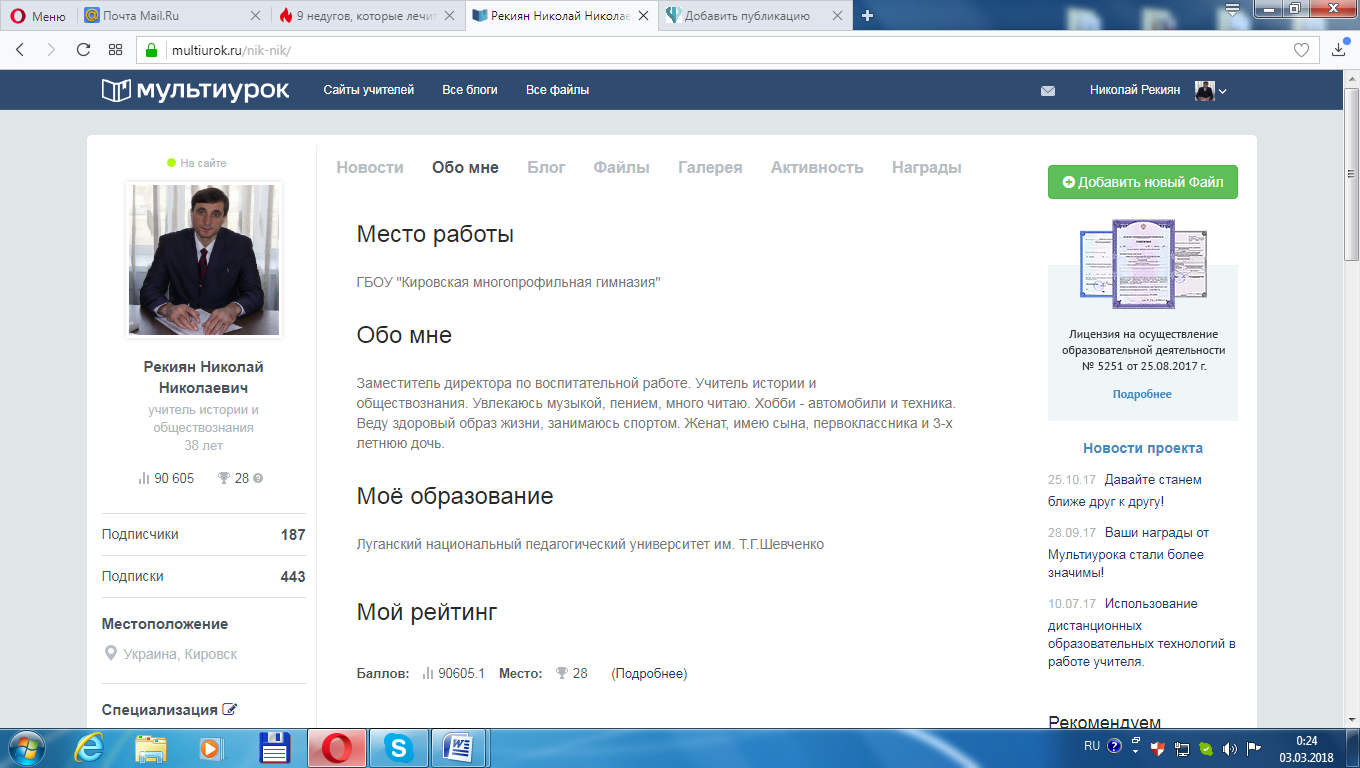 Меню
Почта Mail.Ru
9 недугов, которые лечит
Рекиян Николай Николае
Добавить публикацию
multiurok.ru/nik-nik/
мультиурок
Сайты учителей
Все блоги
Все файлы
Николай Рекиян
На сайте
Рекиян Николай
Николаевич
учитель истории и
обществознания
38 лет
90 605
28
Подписчики 187
Подписки 443
Местоположение
Украина, Кировск
Специализация
Новости
Обо мне
Блог
Файлы
Галерея
Активность
Награды
Место работы
ГБОУ "Кировская многопрофильная гимназия"
Обо мне
Заместитель директора по воспитательной работе. Учитель истории и
обществознания. Увлекаюсь музыкой, пением, много читаю. Хобби - автомобили и техника.
Веду здоровый образ жизни, занимаюсь спортом. Женат, имею сына, первоклассника и 3-х
летнюю дочь.
Моё образование
Луганский национальный педагогический университет им. Т.Г.Шевченко
Мой рейтинг
Баллов: 90605.1 Место: 28 (Подробнее)
Добавить новый Файл
Лицензия на осуществление
образовательной деятельности
№ 5251 от 25.08.2017 г.
Подробнее
Новости проекта
25.10.17 Давайте станем
ближе друг к другу!
28.09.17 Ваши награды от
Мультиурока стали более
значимы!
10.07.17 Использование
дистанционных
образовательных технологий в
работе учителя.
Рекомендуем
RU
0:24
03.03.2018